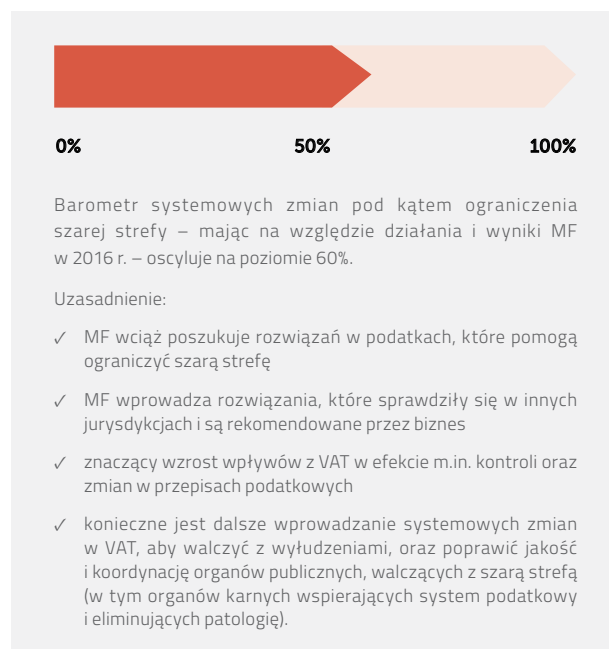 0% 50% 100%
Barometr systemowych zmian pod kątem ograniczenia
szarej strefy – mając na względzie działania i wyniki MF
w 2016 r. – oscyluje na poziomie 60%.
Uzasadnienie:
✓ MF wciąż poszukuje rozwiązań w podatkach, które pomogą
ograniczyć szarą strefę
✓ MF wprowadza rozwiązania, które sprawdziły się w innych
jurysdykcjach i są rekomendowane przez biznes
✓ znaczący wzrost wpływów z VAT w efekcie m.in. kontroli oraz
zmian w przepisach podatkowych
✓ konieczne jest dalsze wprowadzanie systemowych zmian
w VAT, aby walczyć z wyłudzeniami, oraz poprawić jakość
i koordynację organów publicznych, walczących z szarą strefą
(w tym organów karnych wspierających system podatkowy
i eliminujących patologię).